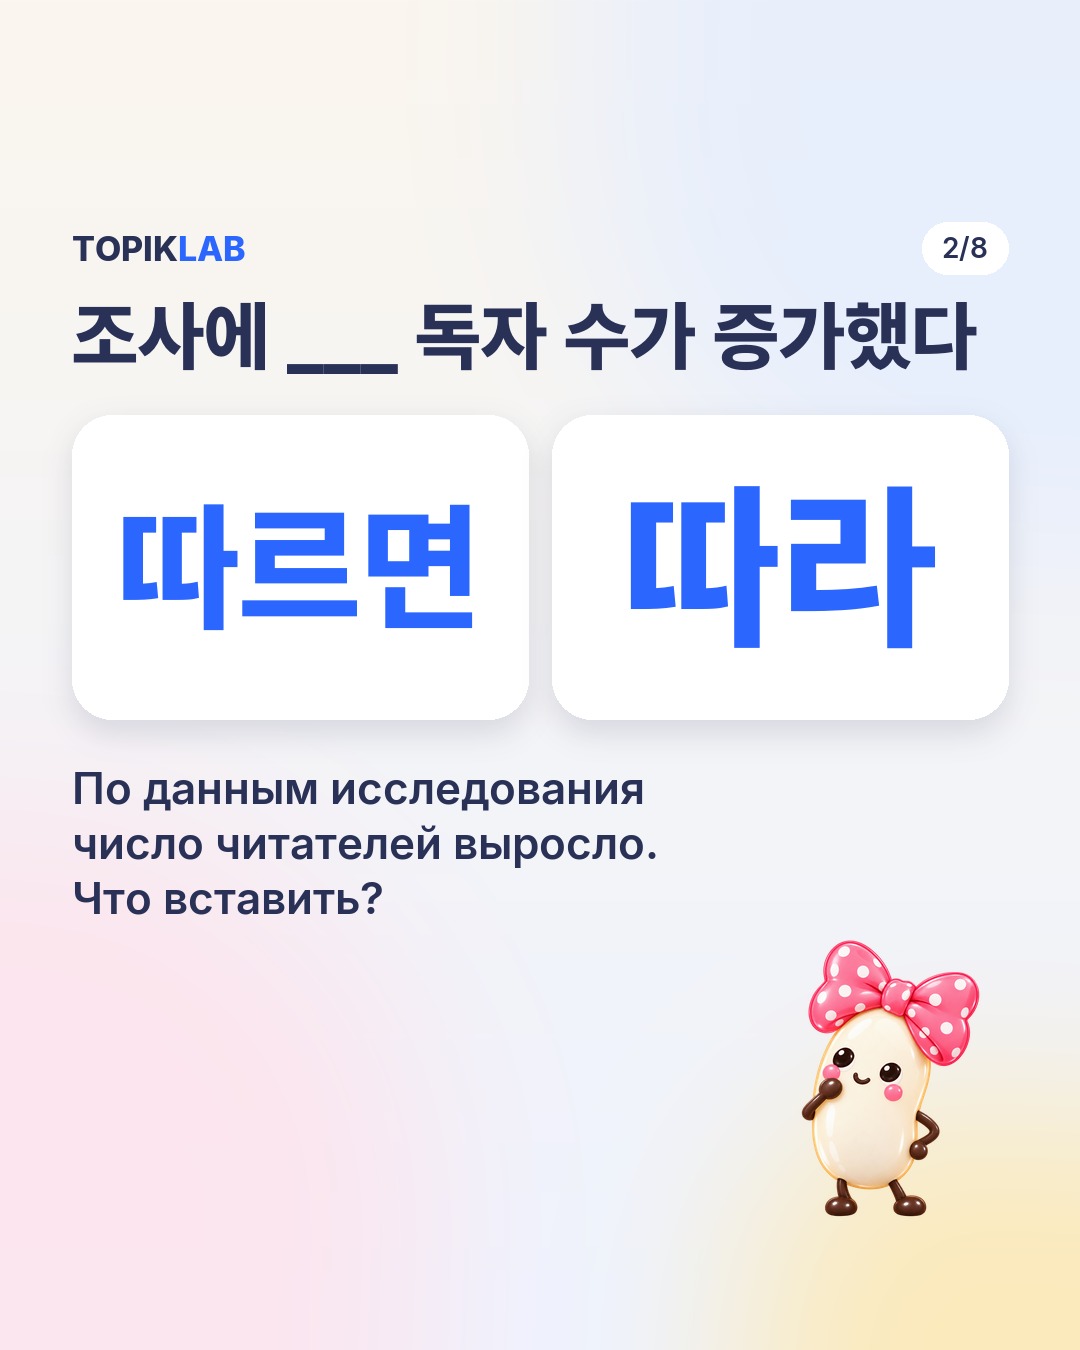 TOPIKLAB
2/8
조사에 ___ 독자 수가 증가했다
따르면
따라
По данным исследования
число читателей выросло.
Что вставить?